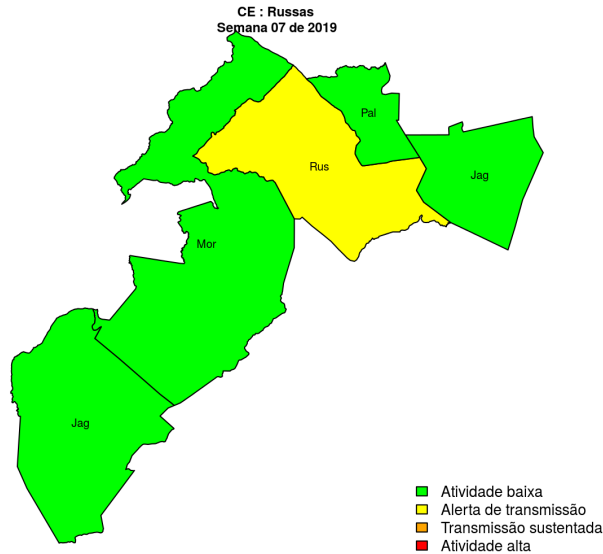 CE : Russas
Semana 07 de 2019
Pal
Rus
Jag
Mor
Jag
Atividade baixa
Alerta de transmissão
Transmissão sustentada
Atividade alta